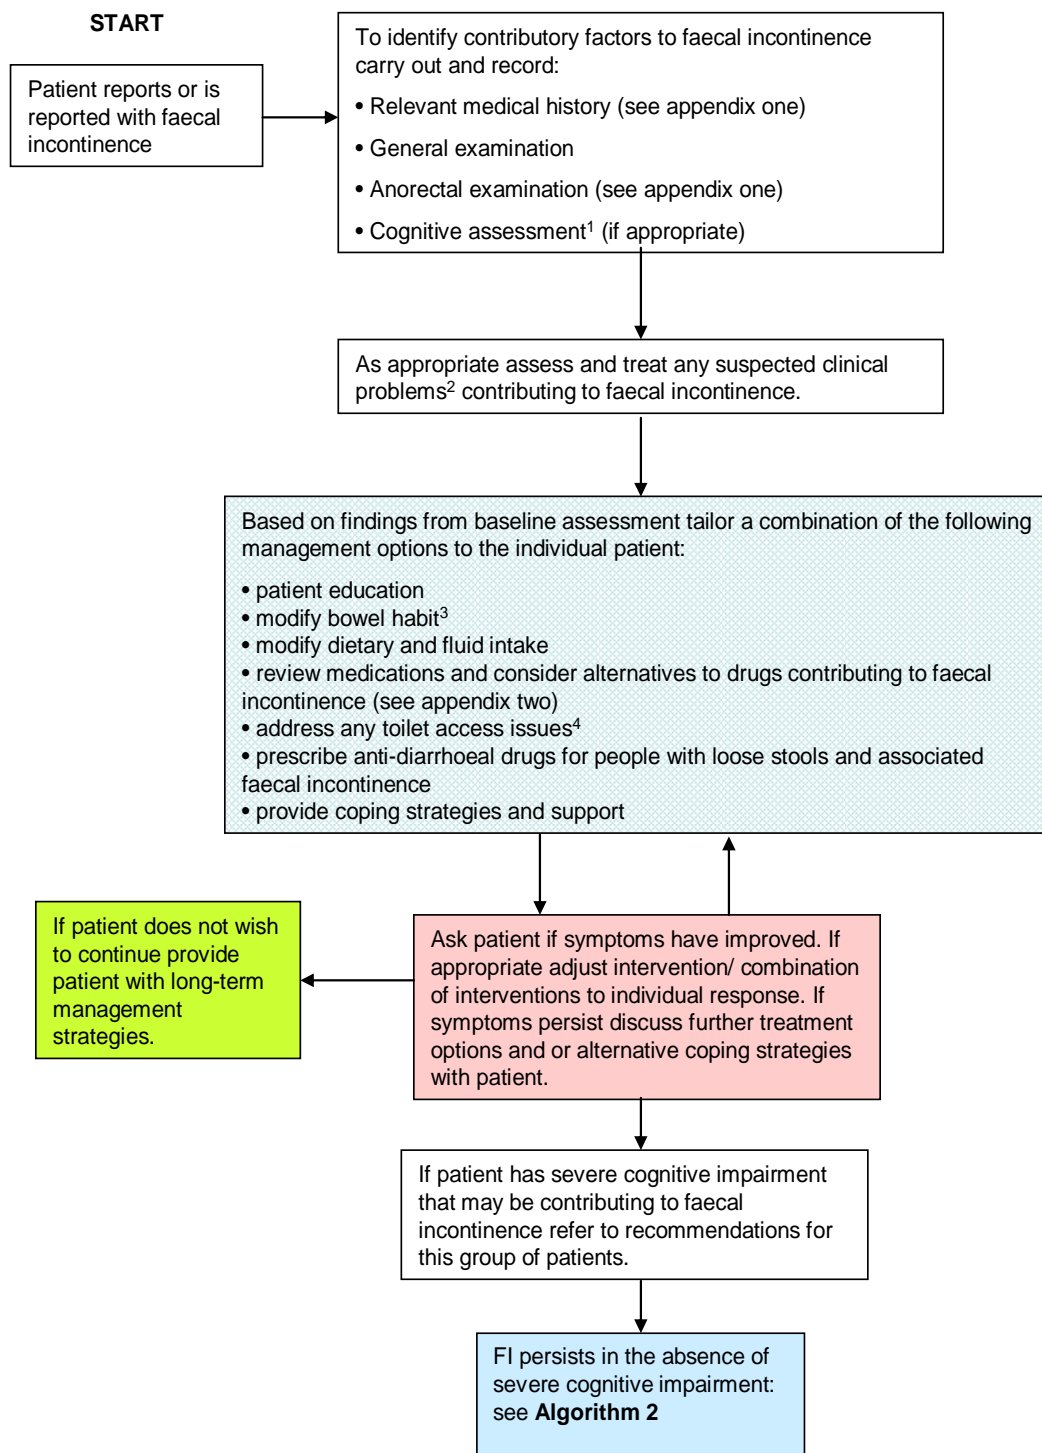 START
Patient reports or is
reported with faecal
incontinence
To identify contributory factors to faecal incontinence
carry out and record:
• Relevant medical history (see appendix one)
• General examination
• Anorectal examination (see appendix one)
• Cognitive assessment¹ (if appropriate)
As appropriate assess and treat any suspected clinical
problems² contributing to faecal incontinence.
Based on findings from baseline assessment tailor a combination of the following
management options to the individual patient:
• patient education
• modify bowel habit³
• modify dietary and fluid intake
• review medications and consider alternatives to drugs contributing to faecal
incontinence (see appendix two)
• address any toilet access issues⁴
• prescribe anti-diarrhoeal drugs for people with loose stools and associated
faecal incontinence
• provide coping strategies and support
If patient does not wish
to continue provide
patient with long-term
management
strategies.
Ask patient if symptoms have improved. If
appropriate adjust intervention/ combination
of interventions to individual response. If
symptoms persist discuss further treatment
options and or alternative coping strategies
with patient.
If patient has severe cognitive impairment
that may be contributing to faecal
incontinence refer to recommendations for
this group of patients.
FI persists in the absence of
severe cognitive impairment:
see Algorithm 2